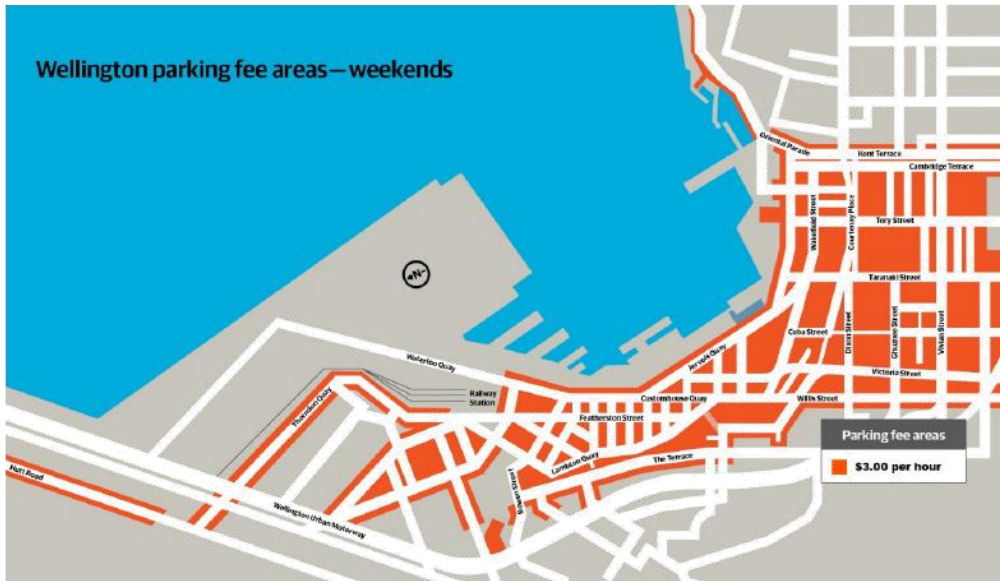 Wellington parking fee areas—weekends
Oriental Parade
Kent Terrace
Cambridge Terrace
Wakefield Street
Courtenay Place
Tory Street
N
Taranaki Street
Cuba Street
Dixon Street
Ghuznee Street
Vivian Street
Jervois Quay
Waterloo Quay
Victoria Street
Railway
Station
Thorndon Quay
Customhouse Quay
Willis Street
Featherston Street
Parking fee areas
$3.00 per hour
Lambton Quay
The Terrace
Hutt Road
Bowen Street
Wellington Urban Motorway